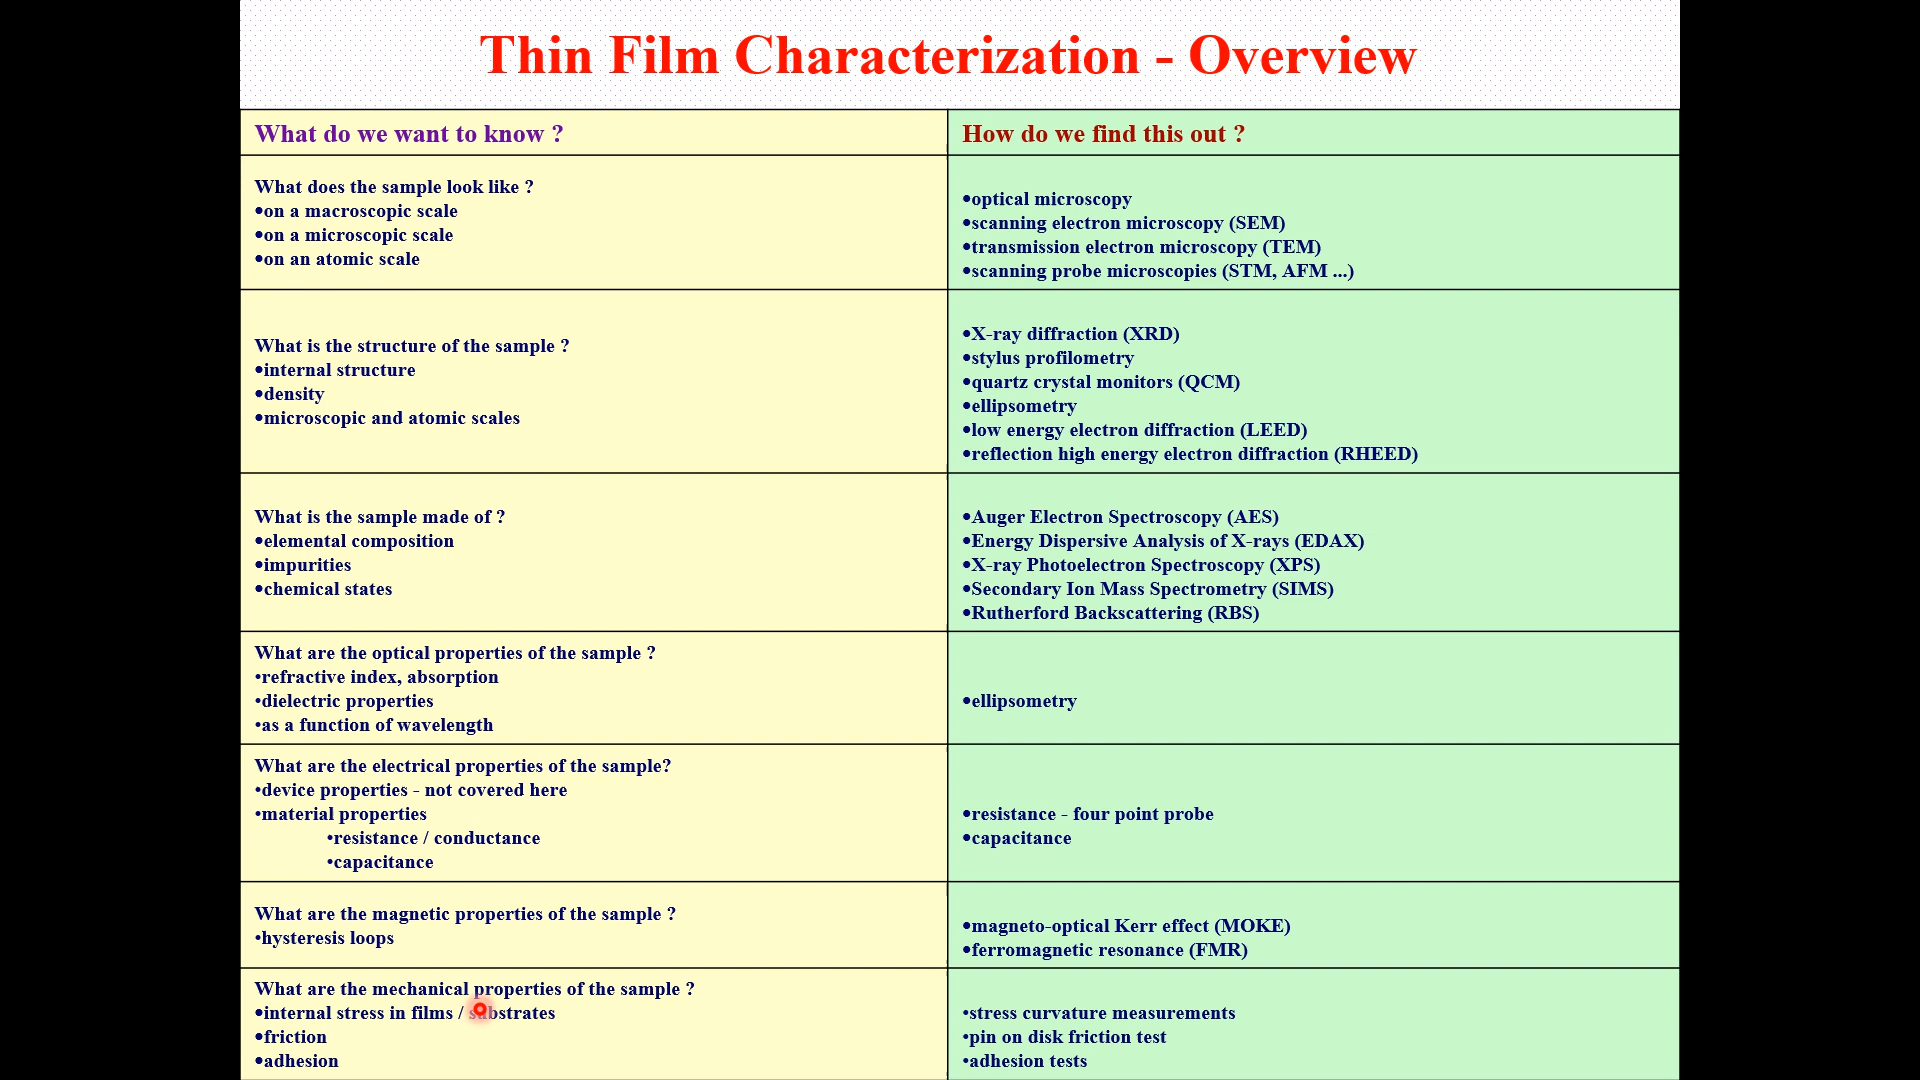 Thin Film Characterization - Overview
What do we want to know ?
How do we find this out ?
What does the sample look like ?
•on a macroscopic scale
•on a microscopic scale
•on an atomic scale
•optical microscopy
•scanning electron microscopy (SEM)
•transmission electron microscopy (TEM)
•scanning probe microscopies (STM, AFM ...)
What is the structure of the sample ?
•internal structure
•density
•microscopic and atomic scales
•X-ray diffraction (XRD)
•stylus profilometry
•quartz crystal monitors (QCM)
•ellipsometry
•low energy electron diffraction (LEED)
•reflection high energy electron diffraction (RHEED)
What is the sample made of ?
•elemental composition
•impurities
•chemical states
•Auger Electron Spectroscopy (AES)
•Energy Dispersive Analysis of X-rays (EDAX)
•X-ray Photoelectron Spectroscopy (XPS)
•Secondary Ion Mass Spectrometry (SIMS)
•Rutherford Backscattering (RBS)
What are the optical properties of the sample ?
•refractive index, absorption
•dielectric properties
•as a function of wavelength
•ellipsometry
What are the electrical properties of the sample?
•device properties - not covered here
•material properties
•resistance / conductance
•capacitance
•resistance - four point probe
•capacitance
What are the magnetic properties of the sample ?
•hysteresis loops
•magneto-optical Kerr effect (MOKE)
•ferromagnetic resonance (FMR)
What are the mechanical properties of the sample ?
•internal stress in films / substrates
•friction
•adhesion
•stress curvature measurements
•pin on disk friction test
•adhesion tests